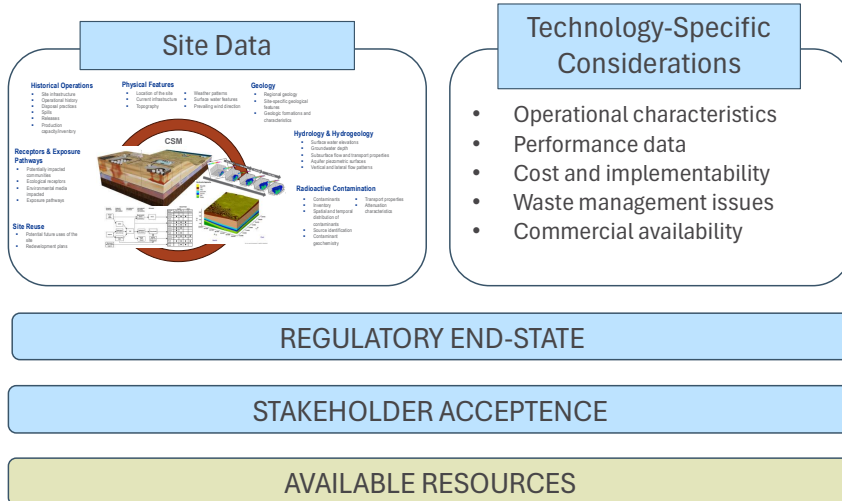 Site Data
Historical Operations
Site infrastructure
Operational history
Disposal practices
Spills
Releases
Production
capacity/inventory
Physical Features
Location of the site
Current infrastructure
Topography
Weather patterns
Surface water features
Prevailing wind direction
Geology
Regional geology
Site-specific geological
features
Geologic formations and
characteristics
Hydrology & Hydrogeology
Surface water elevations
Groundwater depth
Subsurface flow and transport properties
Aquifer piezometric surfaces
Vertical and lateral flow patterns
Receptors & Exposure
Pathways
Potentially impacted
communities
Ecological receptors
Environmental media
impacted
Exposure pathways
CSM
Radioactive Contamination
Contaminants
Inventory
Spatial and temporal
distribution of
contaminants
Source identification
Contaminant
geochemistry
Transport properties
Attenuation
characteristics
Site Reuse
Potential future uses of the
site
Redevelopment plans
Technology-Specific
Considerations
• Operational characteristics
• Performance data
• Cost and implementability
• Waste management issues
• Commercial availability
REGULATORY END-STATE
STAKEHOLDER ACCEPTENCE
AVAILABLE RESOURCES